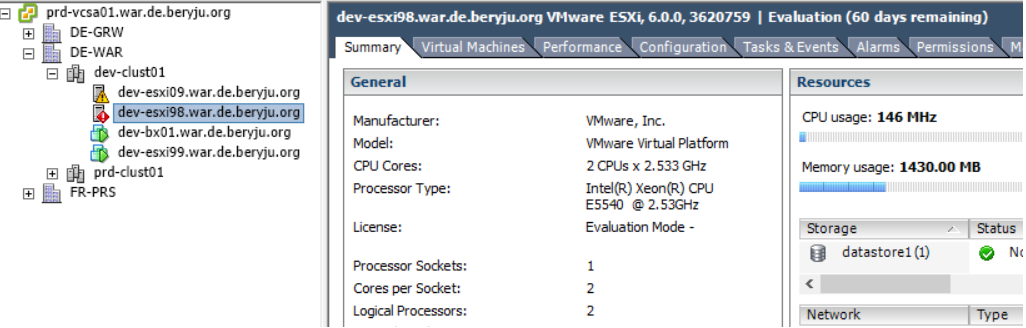 prd-vcsa01.war.de.beryju.org
DE-GRW
DE-WAR
dev-clust01
dev-esxi09.war.de.beryju.org
dev-esxi98.war.de.beryju.org
dev-bx01.war.de.beryju.org
dev-esxi99.war.de.beryju.org
prd-clust01
FR-PRS
dev-esxi98.war.de.beryju.org VMware ESXi, 6.0.0, 3620759 | Evaluation (60 days remaining)
Summary Virtual Machines Performance Configuration Tasks & Events Alarms Permissions M
General
Manufacturer: VMware, Inc.
Model: VMware Virtual Platform
CPU Cores: 2 CPUs x 2.533 GHz
Processor Type: Intel(R) Xeon(R) CPU
E5540 @ 2.53GHz
License: Evaluation Mode -
Processor Sockets: 1
Cores per Socket: 2
Logical Processors: 2
Resources
CPU usage: 146 MHz
Memory usage: 1430.00 MB
Storage Status
datastore1 (1) No
Network Type